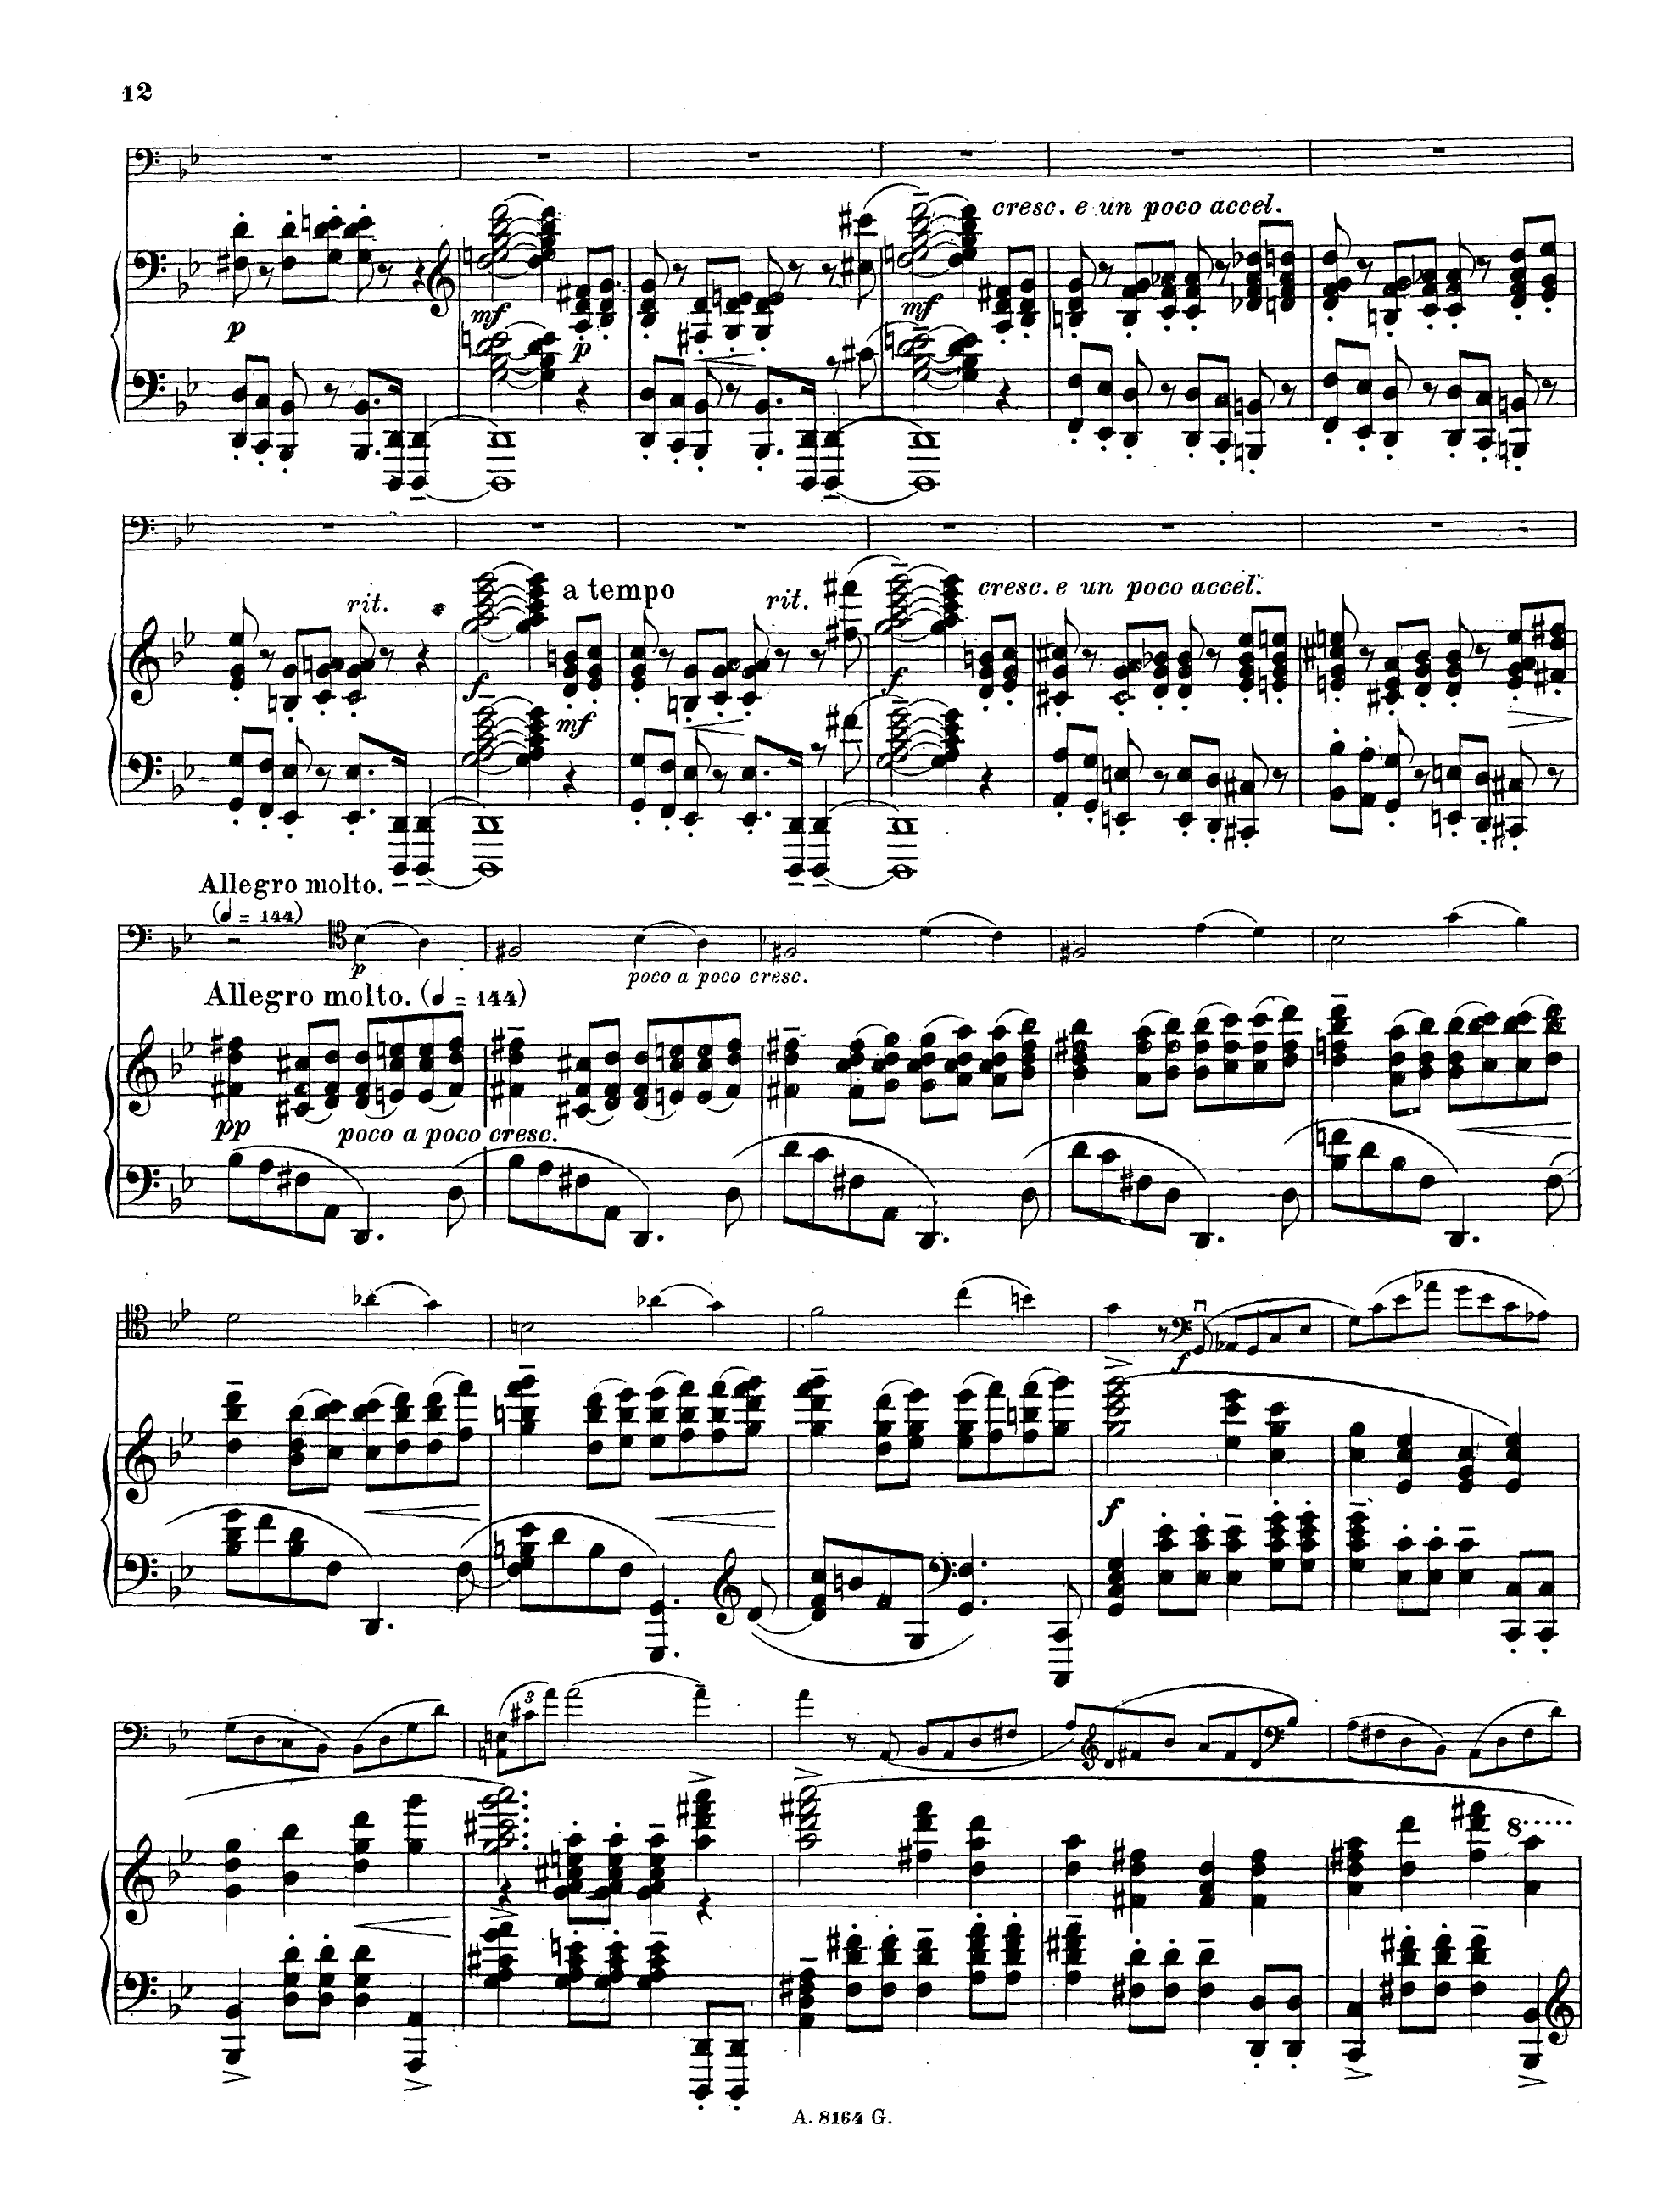 12
cresc. e un poco accel.
p
mf
p
mf
rit.
a tempo
rit.
cresc. e un poco accel.
f
mf
f
Allegro molto.
(♩ = 144)
p
poco a poco cresc.
Allegro molto. (♩ = 144)
pp
poco a poco cresc.
f
f
3
8
A. 8164 G.